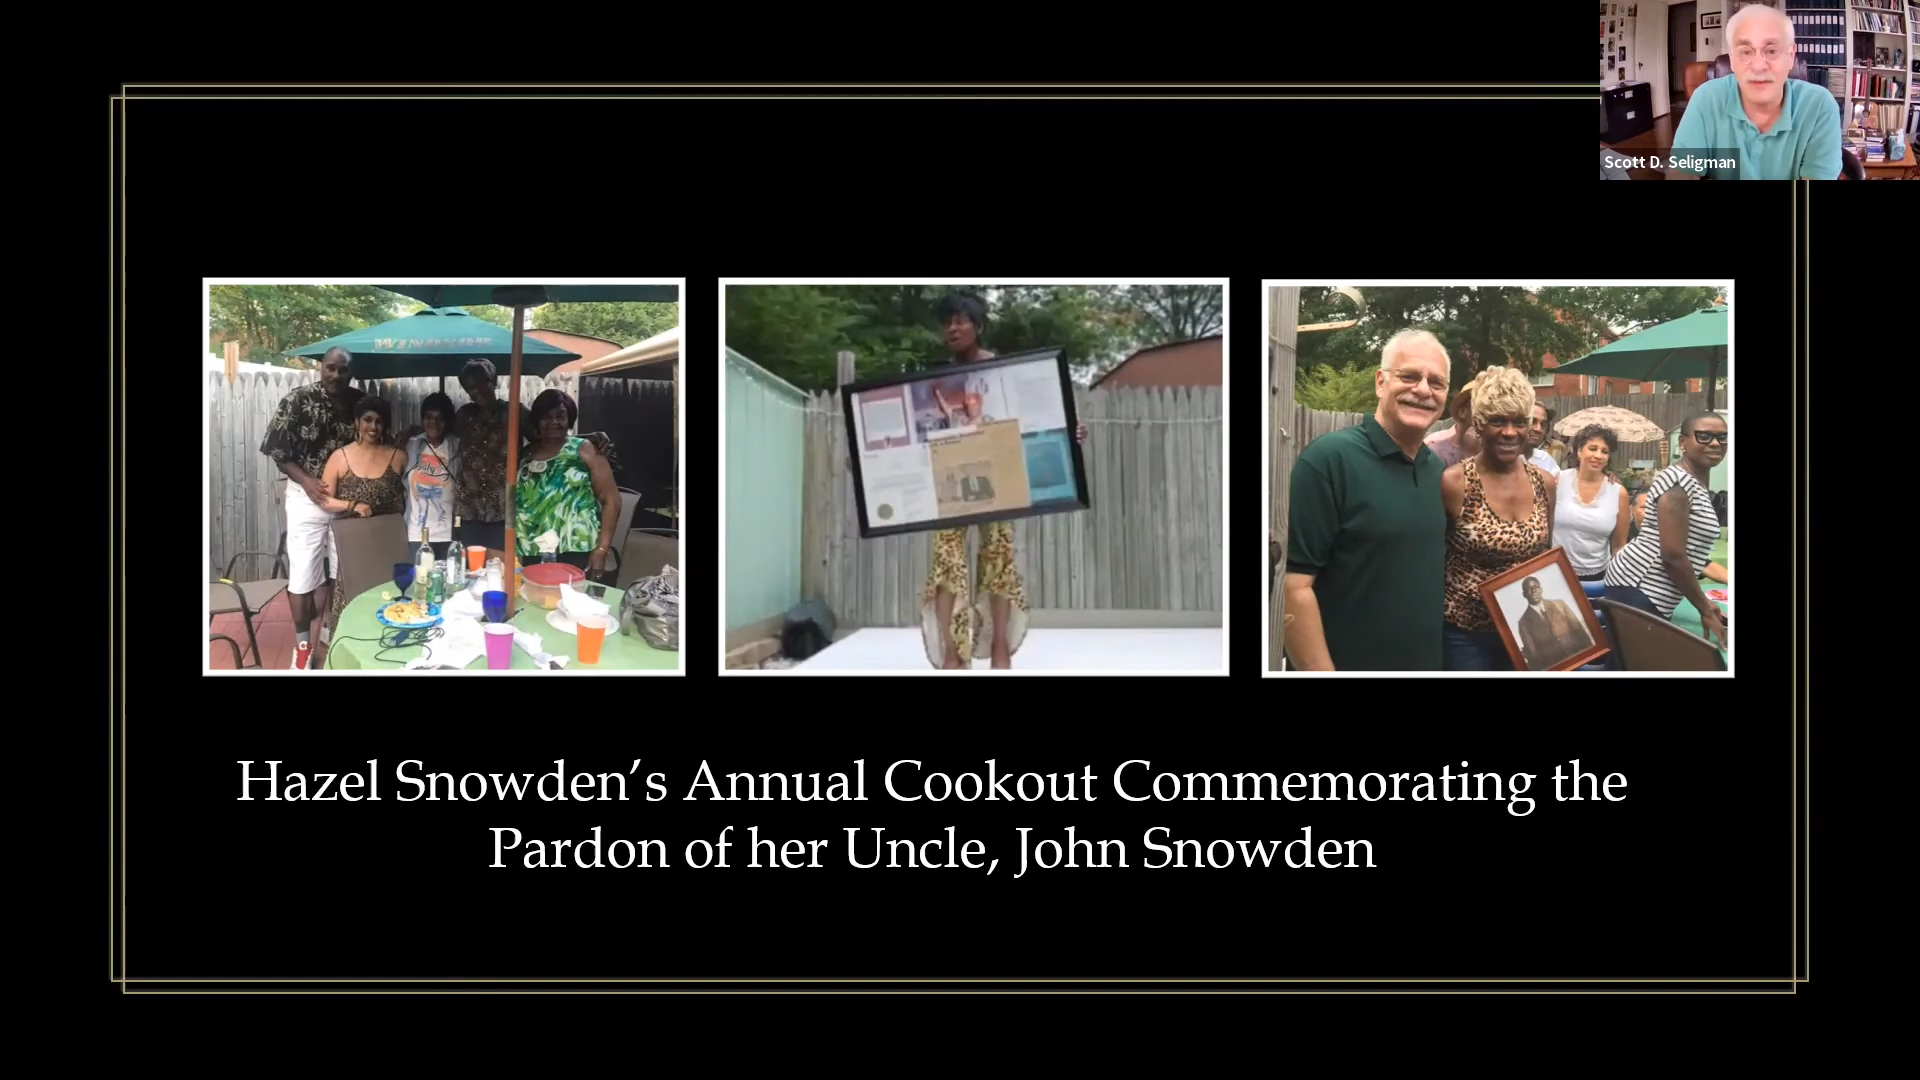 Scott D. Seligman
Hazel Snowden’s Annual Cookout Commemorating the
Pardon of her Uncle, John Snowden